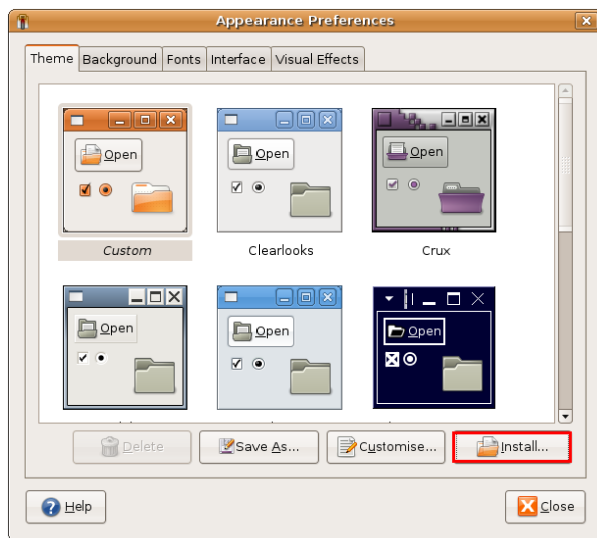 Appearance Preferences
Theme Background Fonts Interface Visual Effects
Open Open Open
Custom Clearlooks Crux
Open Open Open
Delete Save As... Customise... Install...
Help Close